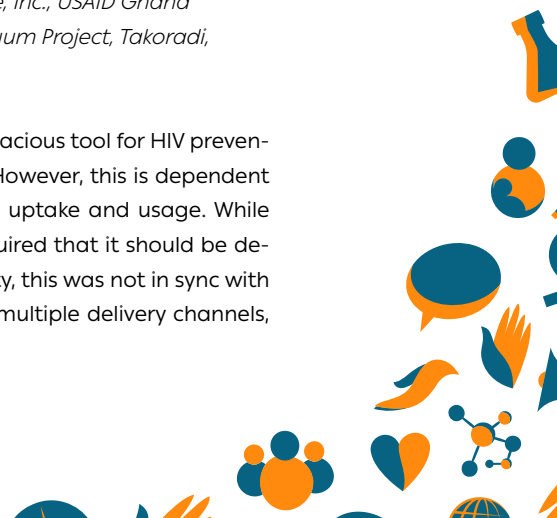 e, Inc., USAID Ghana
uum Project, Takoradi,
acious tool for HIV preven-
However, this is dependent
uptake and usage. While
uired that it should be de-
y, this was not in sync with
multiple delivery channels,